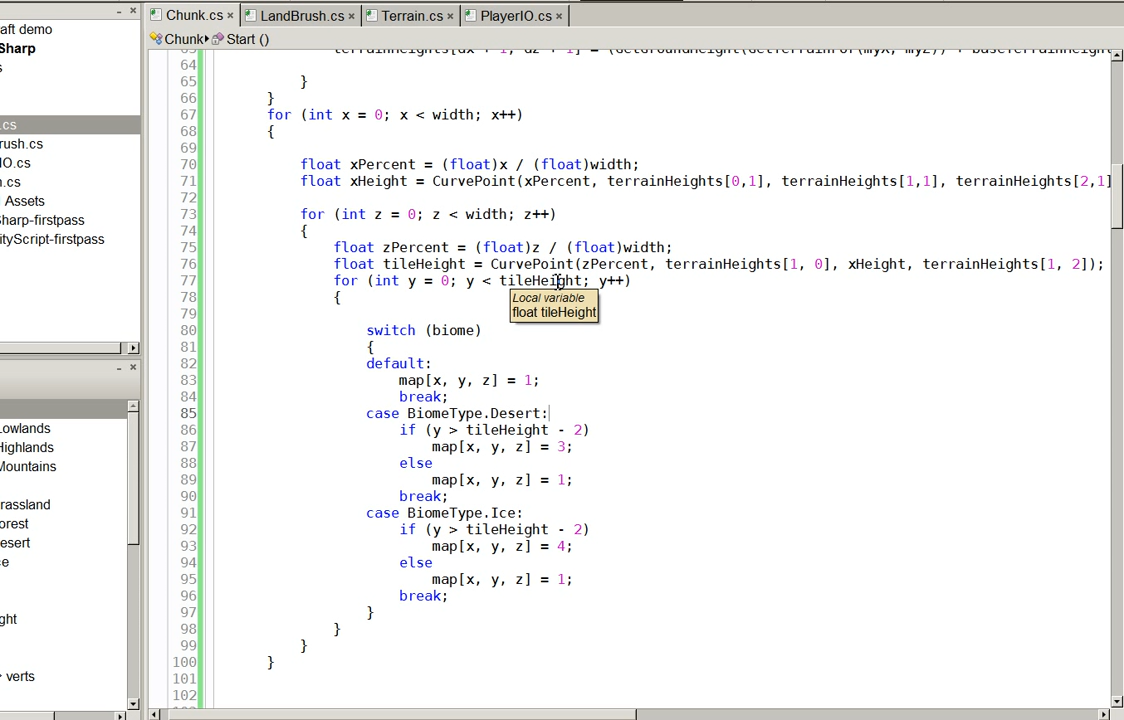 Chunk.cs × LandBrush.cs × Terrain.cs × PlayerIO.cs ×
Chunk Start ()
aft demo
Sharp
s
.cs
rush.cs
IO.cs
n.cs
Assets
Sharp-firstpass
ityScript-firstpass
Lowlands
Highlands
Mountains
rassland
orest
esert
ce
ght
verts
64
65 }
66 }
67 for (int x = 0; x < width; x++)
68 {
69
70 float xPercent = (float)x / (float)width;
71 float xHeight = CurvePoint(xPercent, terrainHeights[0,1], terrainHeights[1,1], terrainHeights[2,1]
72
73 for (int z = 0; z < width; z++)
74 {
75 float zPercent = (float)z / (float)width;
76 float tileHeight = CurvePoint(zPercent, terrainHeights[1, 0], xHeight, terrainHeights[1, 2]);
77 for (int y = 0; y < tileHeight; y++)
78 {
Local variable
float tileHeight
79
80 switch (biome)
81 {
82 default:
83 map[x, y, z] = 1;
84 break;
85 case BiomeType.Desert:
86 if (y > tileHeight - 2)
87 map[x, y, z] = 3;
88 else
89 map[x, y, z] = 1;
90 break;
91 case BiomeType.Ice:
92 if (y > tileHeight - 2)
93 map[x, y, z] = 4;
94 else
95 map[x, y, z] = 1;
96 break;
97 }
98 }
99 }
100 }
101
102